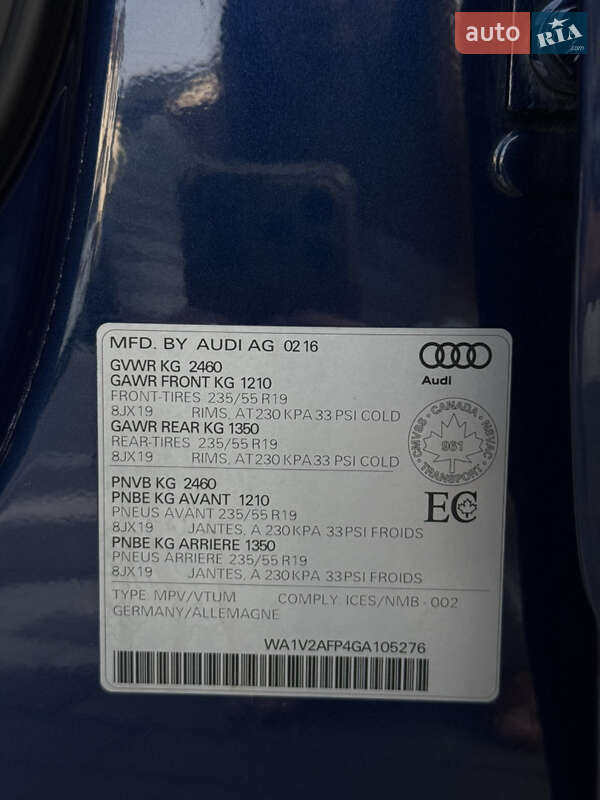 auto RIA.com
MFD. BY AUDI AG 02 16
GVWR KG 2460
GAWR FRONT KG 1210
FRONT-TIRES 235/55 R19
8JX19 RIMS, AT 230 KPA 33 PSI COLD
GAWR REAR KG 1350
REAR-TIRES 235/55 R19
8JX19 RIMS, AT 230 KPA 33 PSI COLD
Audi
CMVSS - CANADA - NSVAC
961
TRANSPORT
PNVB KG 2460
PNBE KG AVANT 1210
PNEUS AVANT 235/55 R19
8JX19 JANTES, A 230 KPA 33 PSI FROIDS
PNBE KG ARRIERE 1350
PNEUS ARRIERE 235/55 R19
8JX19 JANTES, A 230 KPA 33 PSI FROIDS
EC
TYPE: MPV/VTUM COMPLY: ICES/NMB - 002
GERMANY/ALLEMAGNE
WA1V2AFP4GA105276